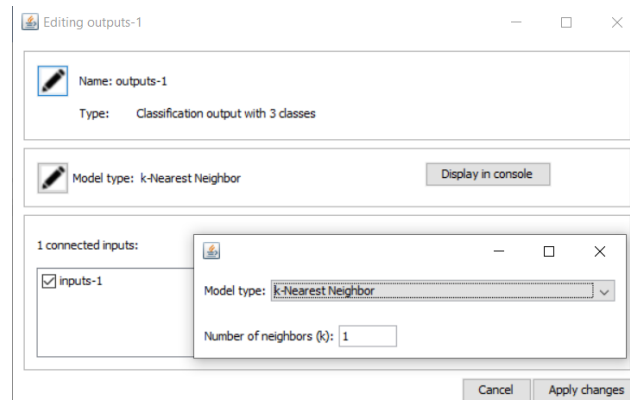 Editing outputs-1
Name: outputs-1
Type: Classification output with 3 classes
Model type: k-Nearest Neighbor
Display in console
1 connected inputs:
inputs-1
Model type: k-Nearest Neighbor
Number of neighbors (k): 1
Cancel Apply changes